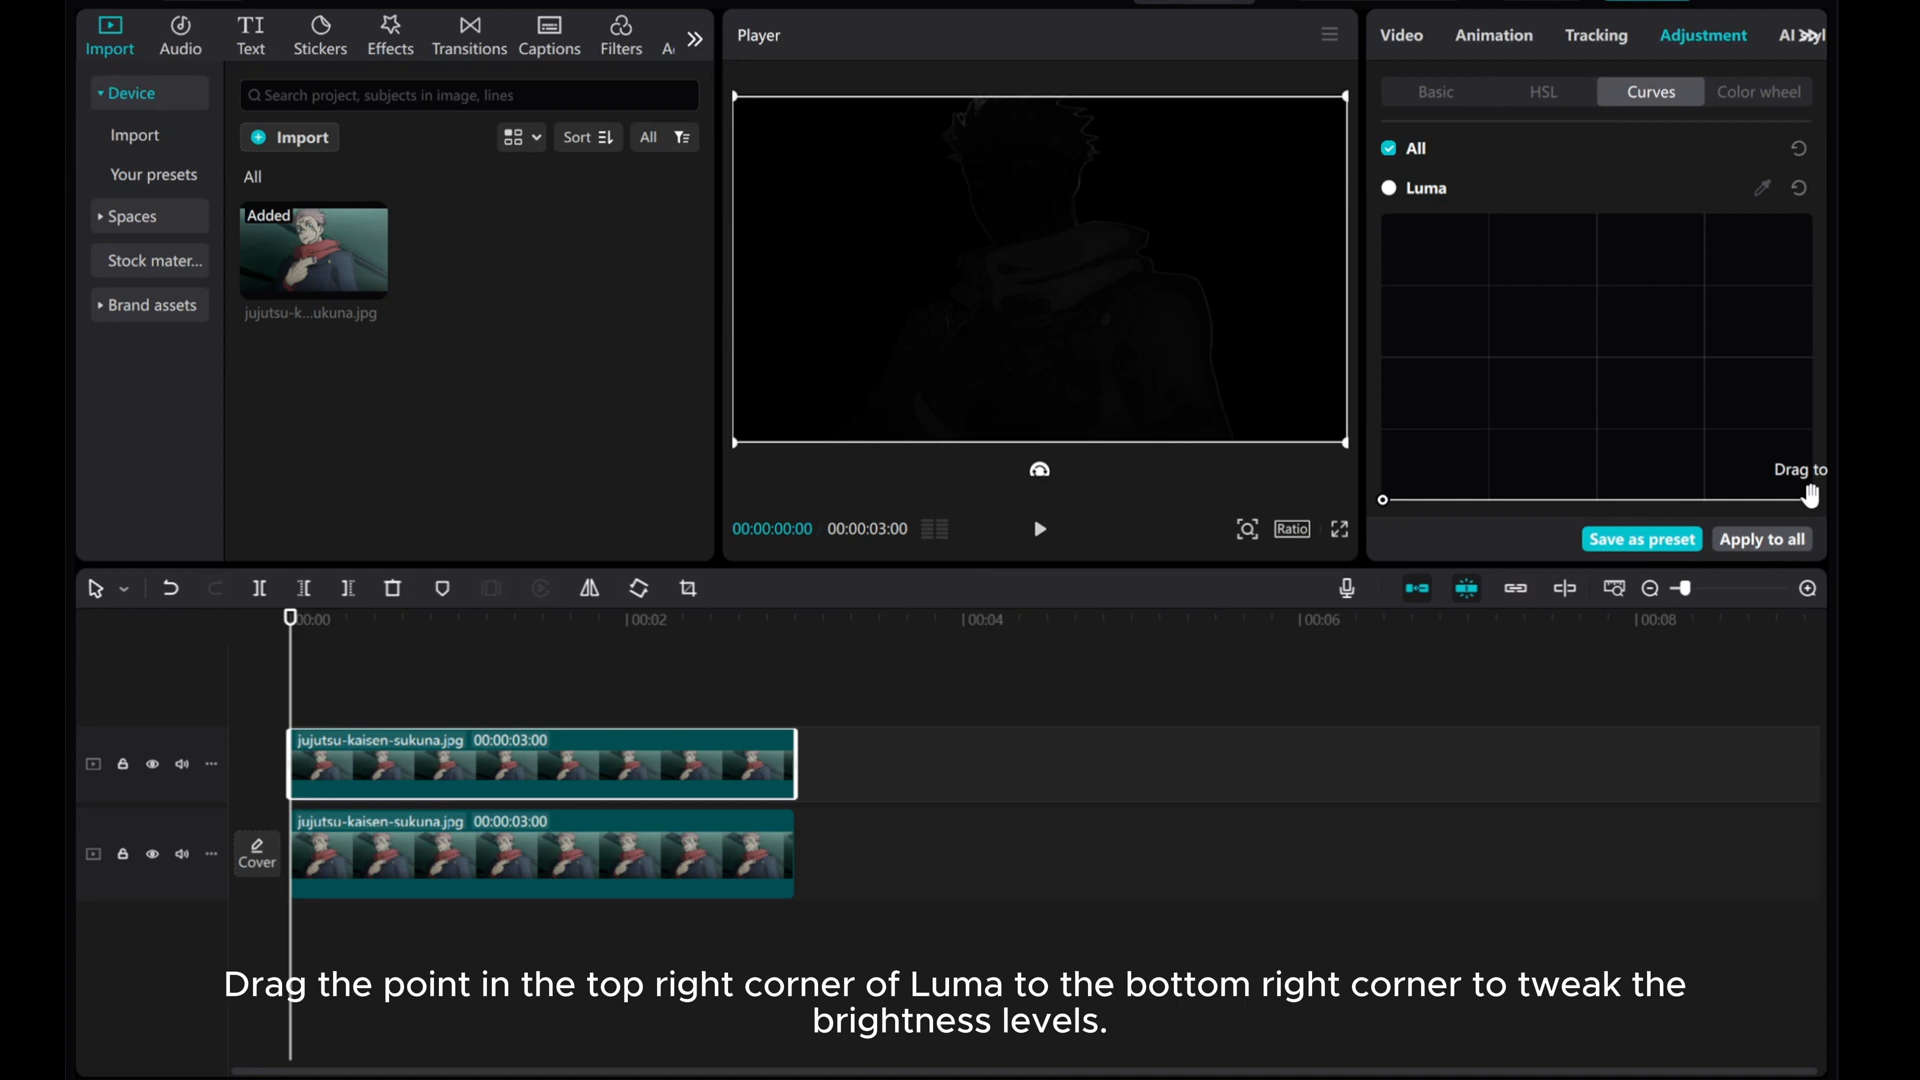 Import
Audio
TI
Text
Stickers
Effects
Transitions
Captions
Filters
Player
Video
Animation
Tracking
Adjustment
Device
Import
Your presets
Spaces
Stock mater...
Brand assets
Search project, subjects in image, lines
Import
Sort
All
All
Added
jujutsu-k...ukuna.jpg
00:00:00:00 / 00:00:03:00
Ratio
Basic
HSL
Curves
Color wheel
All
Luma
Drag to
Save as preset
Apply to all
00:00
00:02
00:04
00:06
00:08
jujutsu-kaisen-sukuna.jpg 00:00:03:00
Cover
jujutsu-kaisen-sukuna.jpg 00:00:03:00
Drag the point in the top right corner of Luma to the bottom right corner to tweak the
brightness levels.